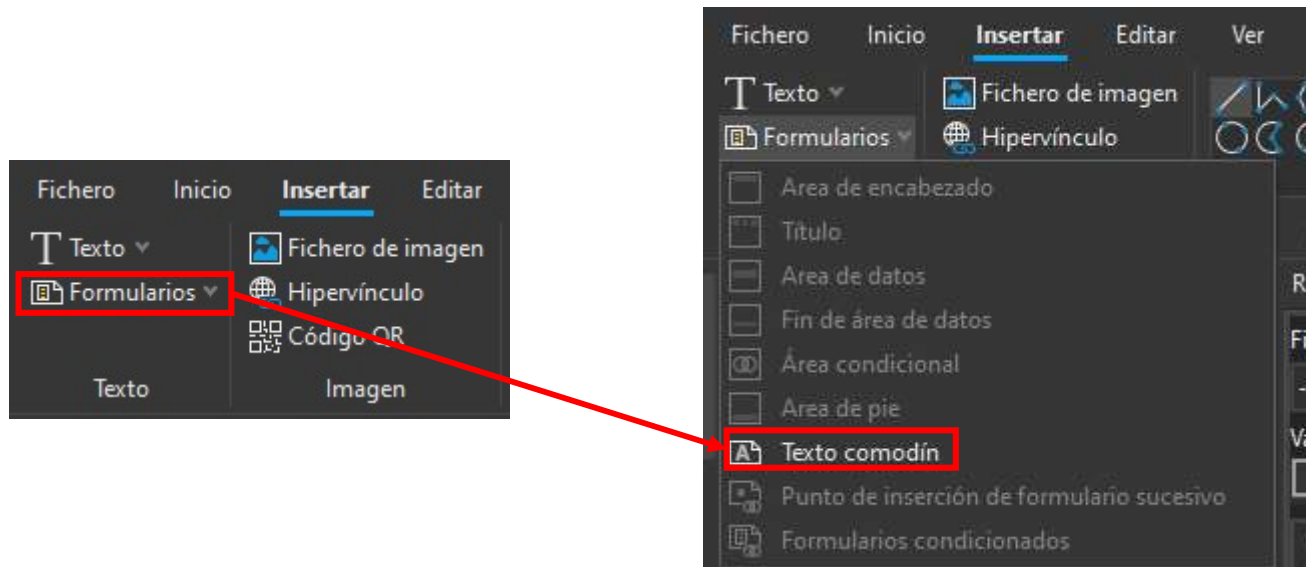 Fichero Inicio Insertar Editar
Texto
Formularios
Fichero de imagen
Hipervínculo
Código QR
Texto Imagen
Fichero Inicio Insertar Editar Ver
Texto
Formularios
Fichero de imagen
Hipervínculo
Area de encabezado
Título
Area de datos
Fin de área de datos
Área condicional
Area de pie
Texto comodín
Punto de inserción de formulario sucesivo
Formularios condicionados